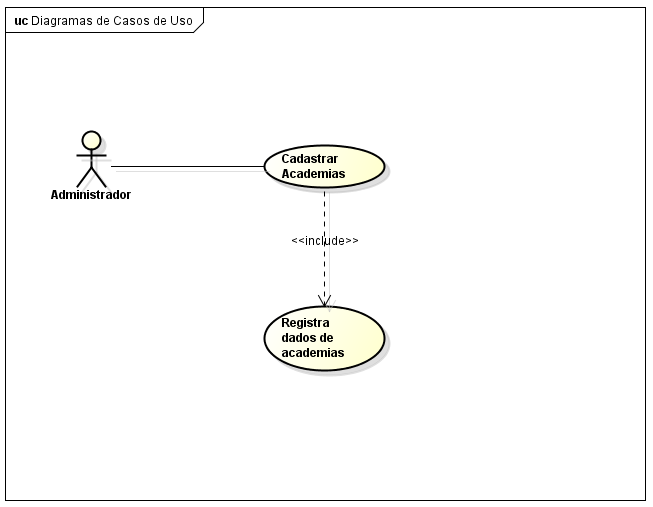 uc Diagramas de Casos de Uso
Cadastrar
Academias
Administrador
<<include>>
Registra
dados de
academias